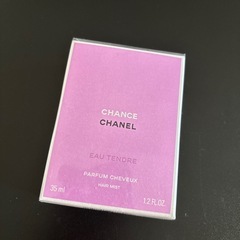 CHANCE
CHANEL
EAU TENDRE
PARFUM CHEVEUX
HAIR MIST
35 ml 1.2 FL.OZ.